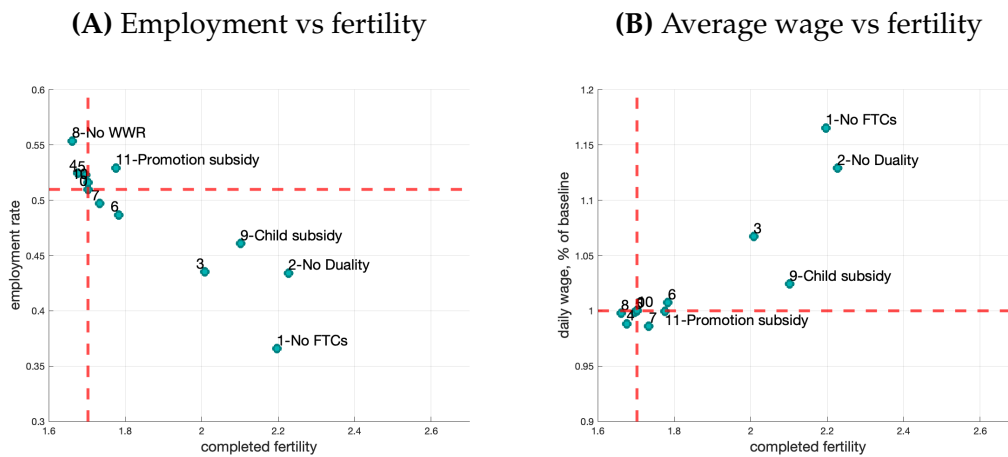 (A) Employment vs fertility
0.6
0.55
0.5
0.45
0.4
0.35
0.3
employment rate
8-No WWR
11-Promotion subsidy
7
6
9-Child subsidy
3
2-No Duality
1-No FTCs
1.6 1.8 2 2.2 2.4 2.6
completed fertility
(B) Average wage vs fertility
1.2
1.15
1.1
1.05
1
0.95
0.9
daily wage, % of baseline
1-No FTCs
2-No Duality
3
9-Child subsidy
6
8
4
7
11-Promotion subsidy
1.6 1.8 2 2.2 2.4 2.6
completed fertility